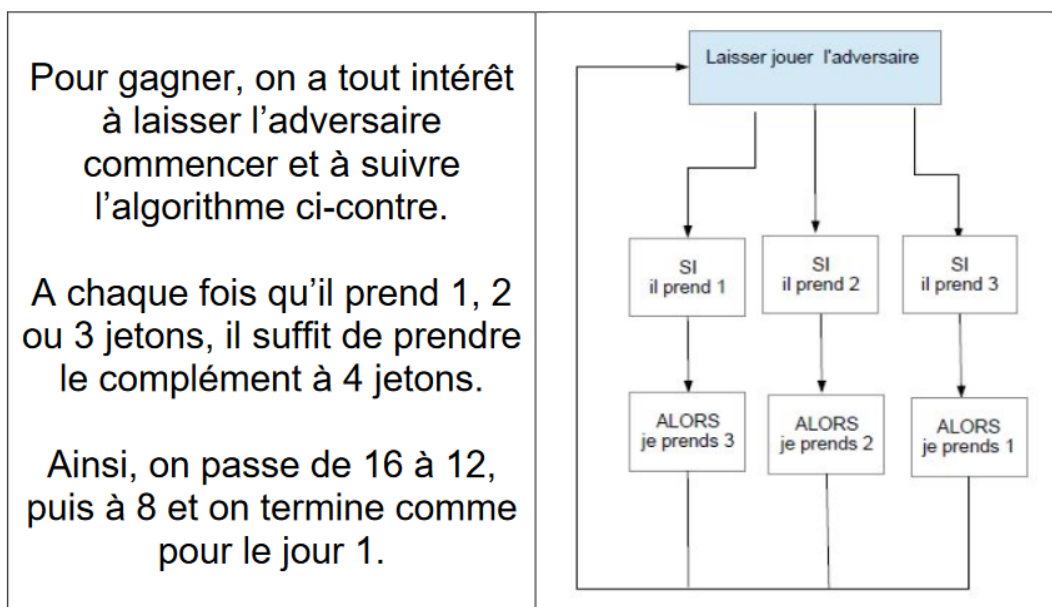 Pour gagner, on a tout intérêt
à laisser l’adversaire
commencer et à suivre
l’algorithme ci-contre.
A chaque fois qu’il prend 1, 2
ou 3 jetons, il suffit de prendre
le complément à 4 jetons.
Ainsi, on passe de 16 à 12,
puis à 8 et on termine comme
pour le jour 1.
Laisser jouer l'adversaire
SI
il prend 1
SI
il prend 2
SI
il prend 3
ALORS
je prends 3
ALORS
je prends 2
ALORS
je prends 1